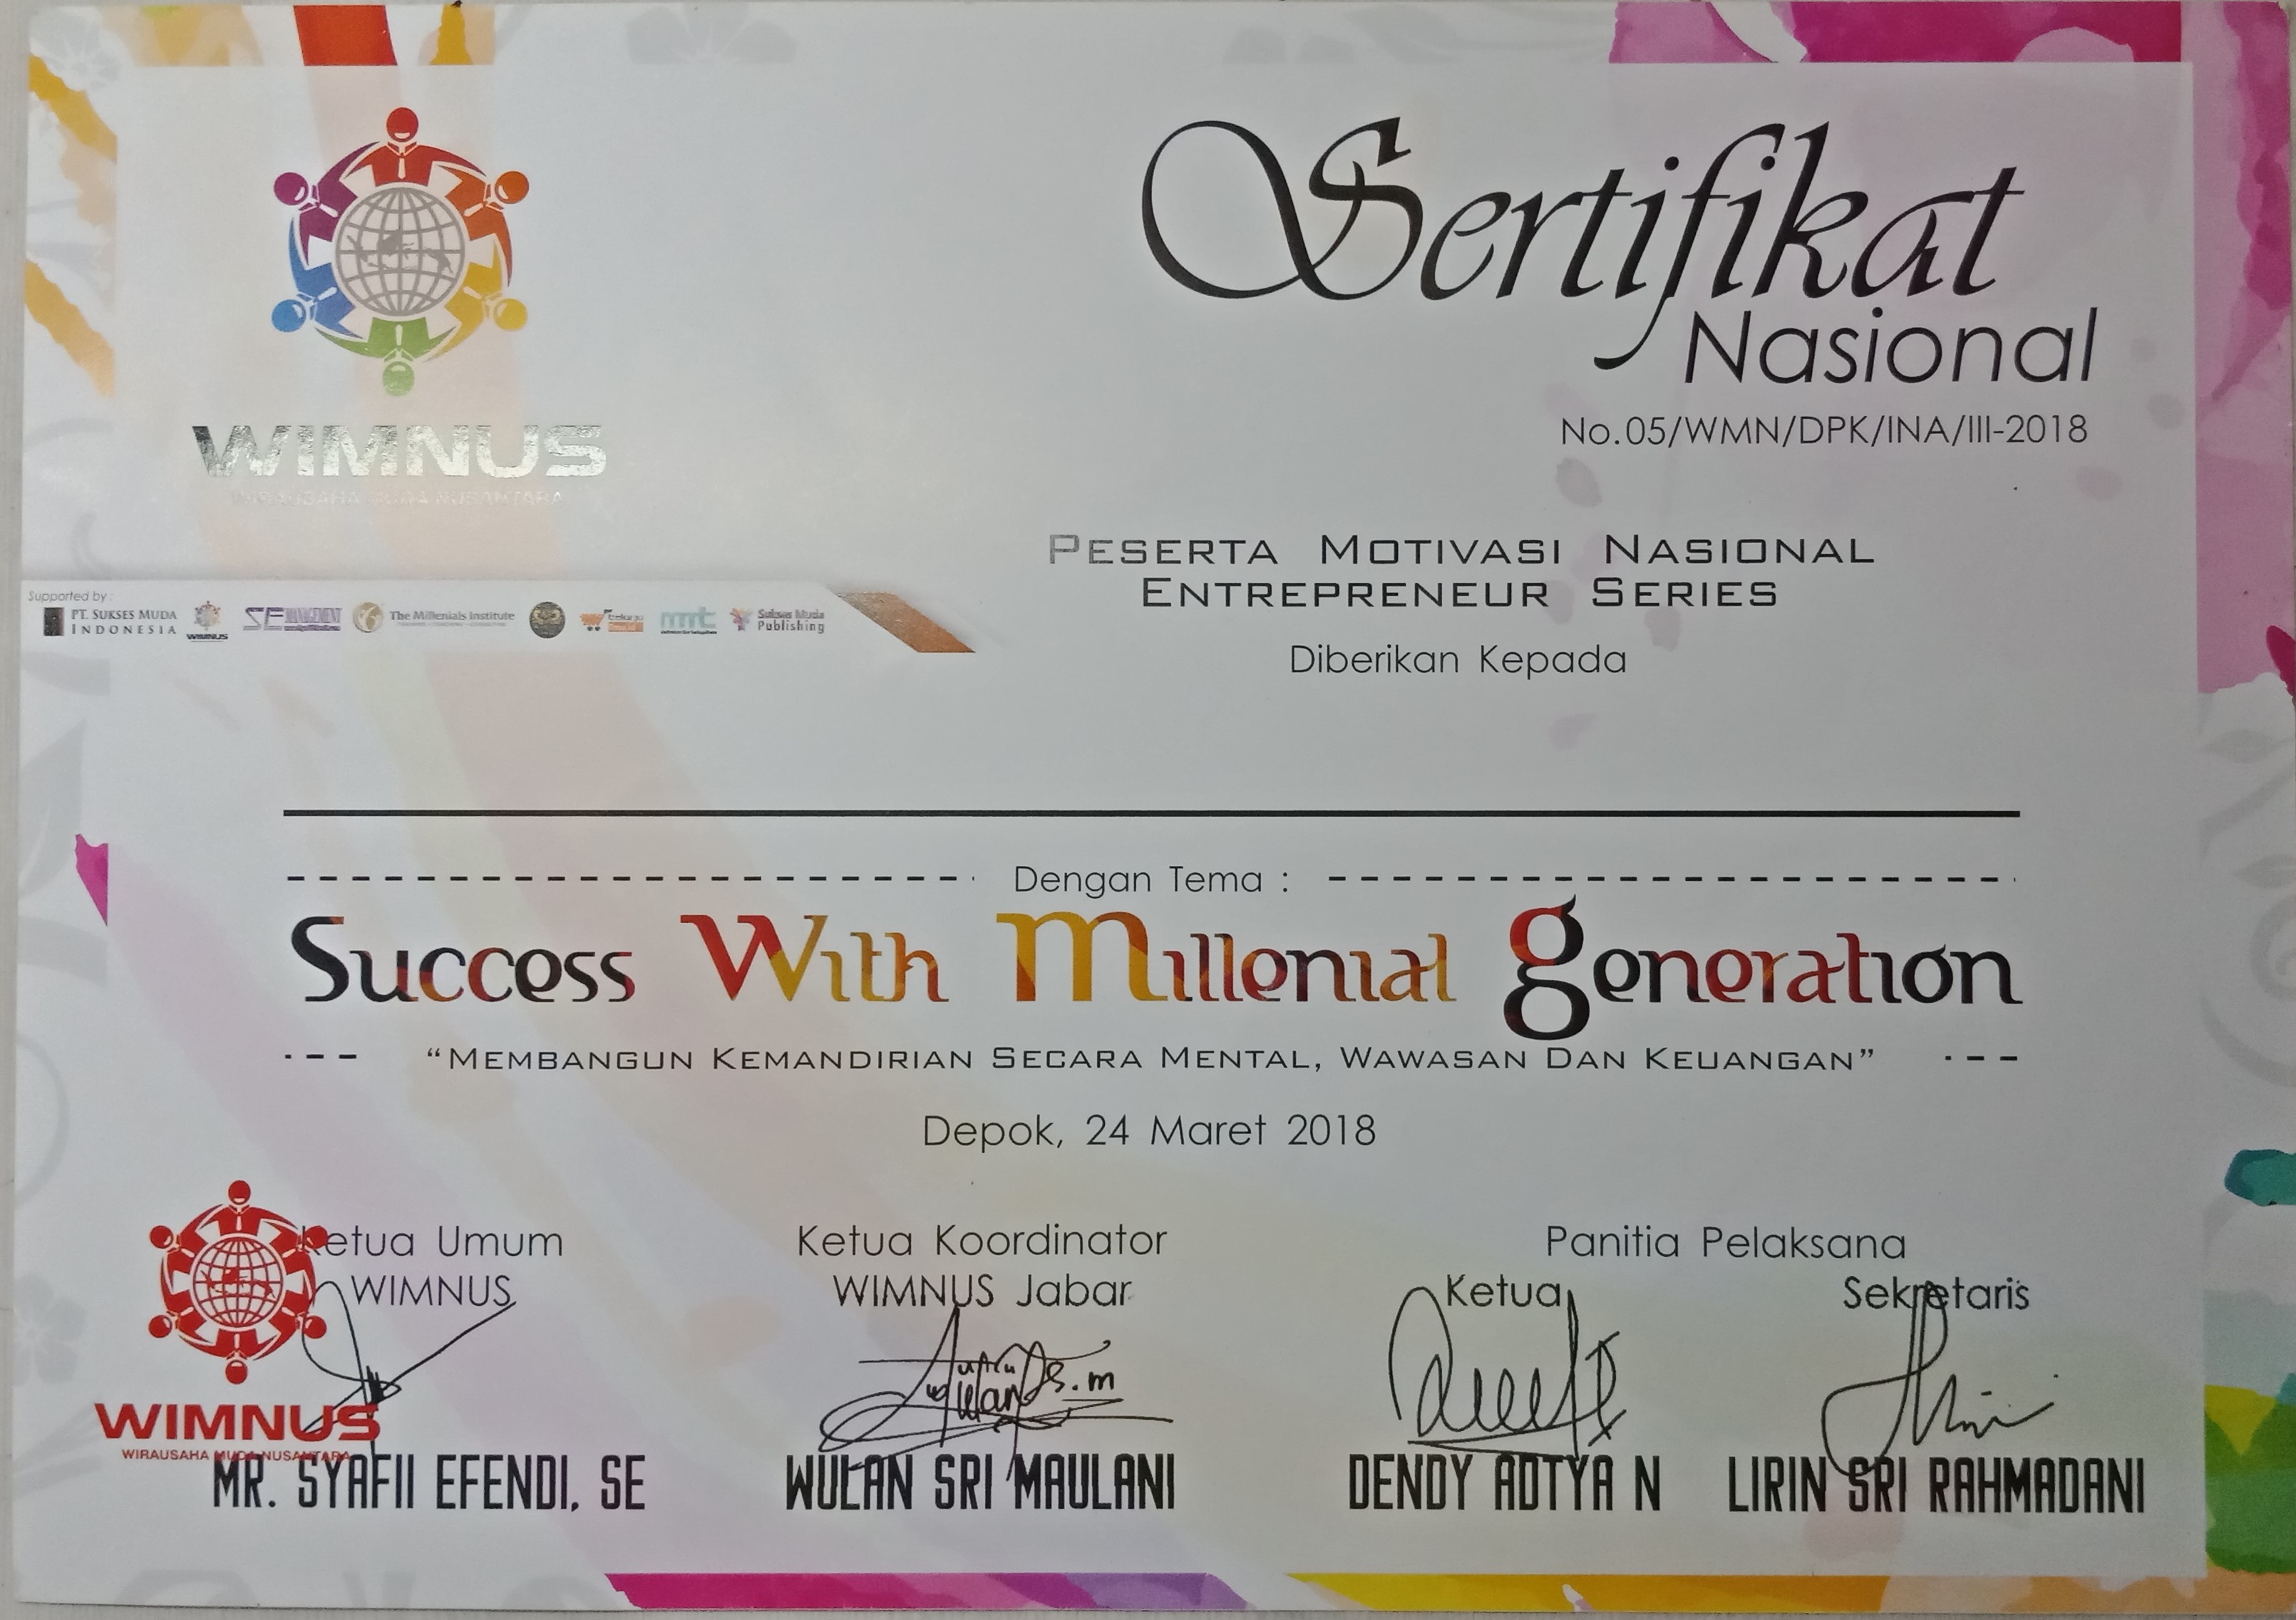 Sertifikat
Nasional
No.05/WMN/DPK/INA/III-2018
WIMNUS
WIRAUSAHA MUDA NUSANTARA
Supported by :
PT. SUKSES MUDA
INDONESIA
WIMNUS
SE MANAGEMENT
The Millenials Institute
mmt
Sukses Muda
Publishing
PESERTA MOTIVASI NASIONAL
ENTREPRENEUR SERIES
Diberikan Kepada
Dengan Tema :
Success With Millenial generation
“MEMBANGUN KEMANDIRIAN SECARA MENTAL, WAWASAN DAN KEUANGAN”
Depok, 24 Maret 2018
Ketua Umum
WIMNUS
WIMNUS
WIRAUSAHA MUDA NUSANTARA
MR. SYAFII EFENDI, SE
Ketua Koordinator
WIMNUS Jabar
WULAN SRI MAULANI
Panitia Pelaksana
Ketua
DENDY ADTYA N
Sekretaris
LIRIN SRI RAHMADANI